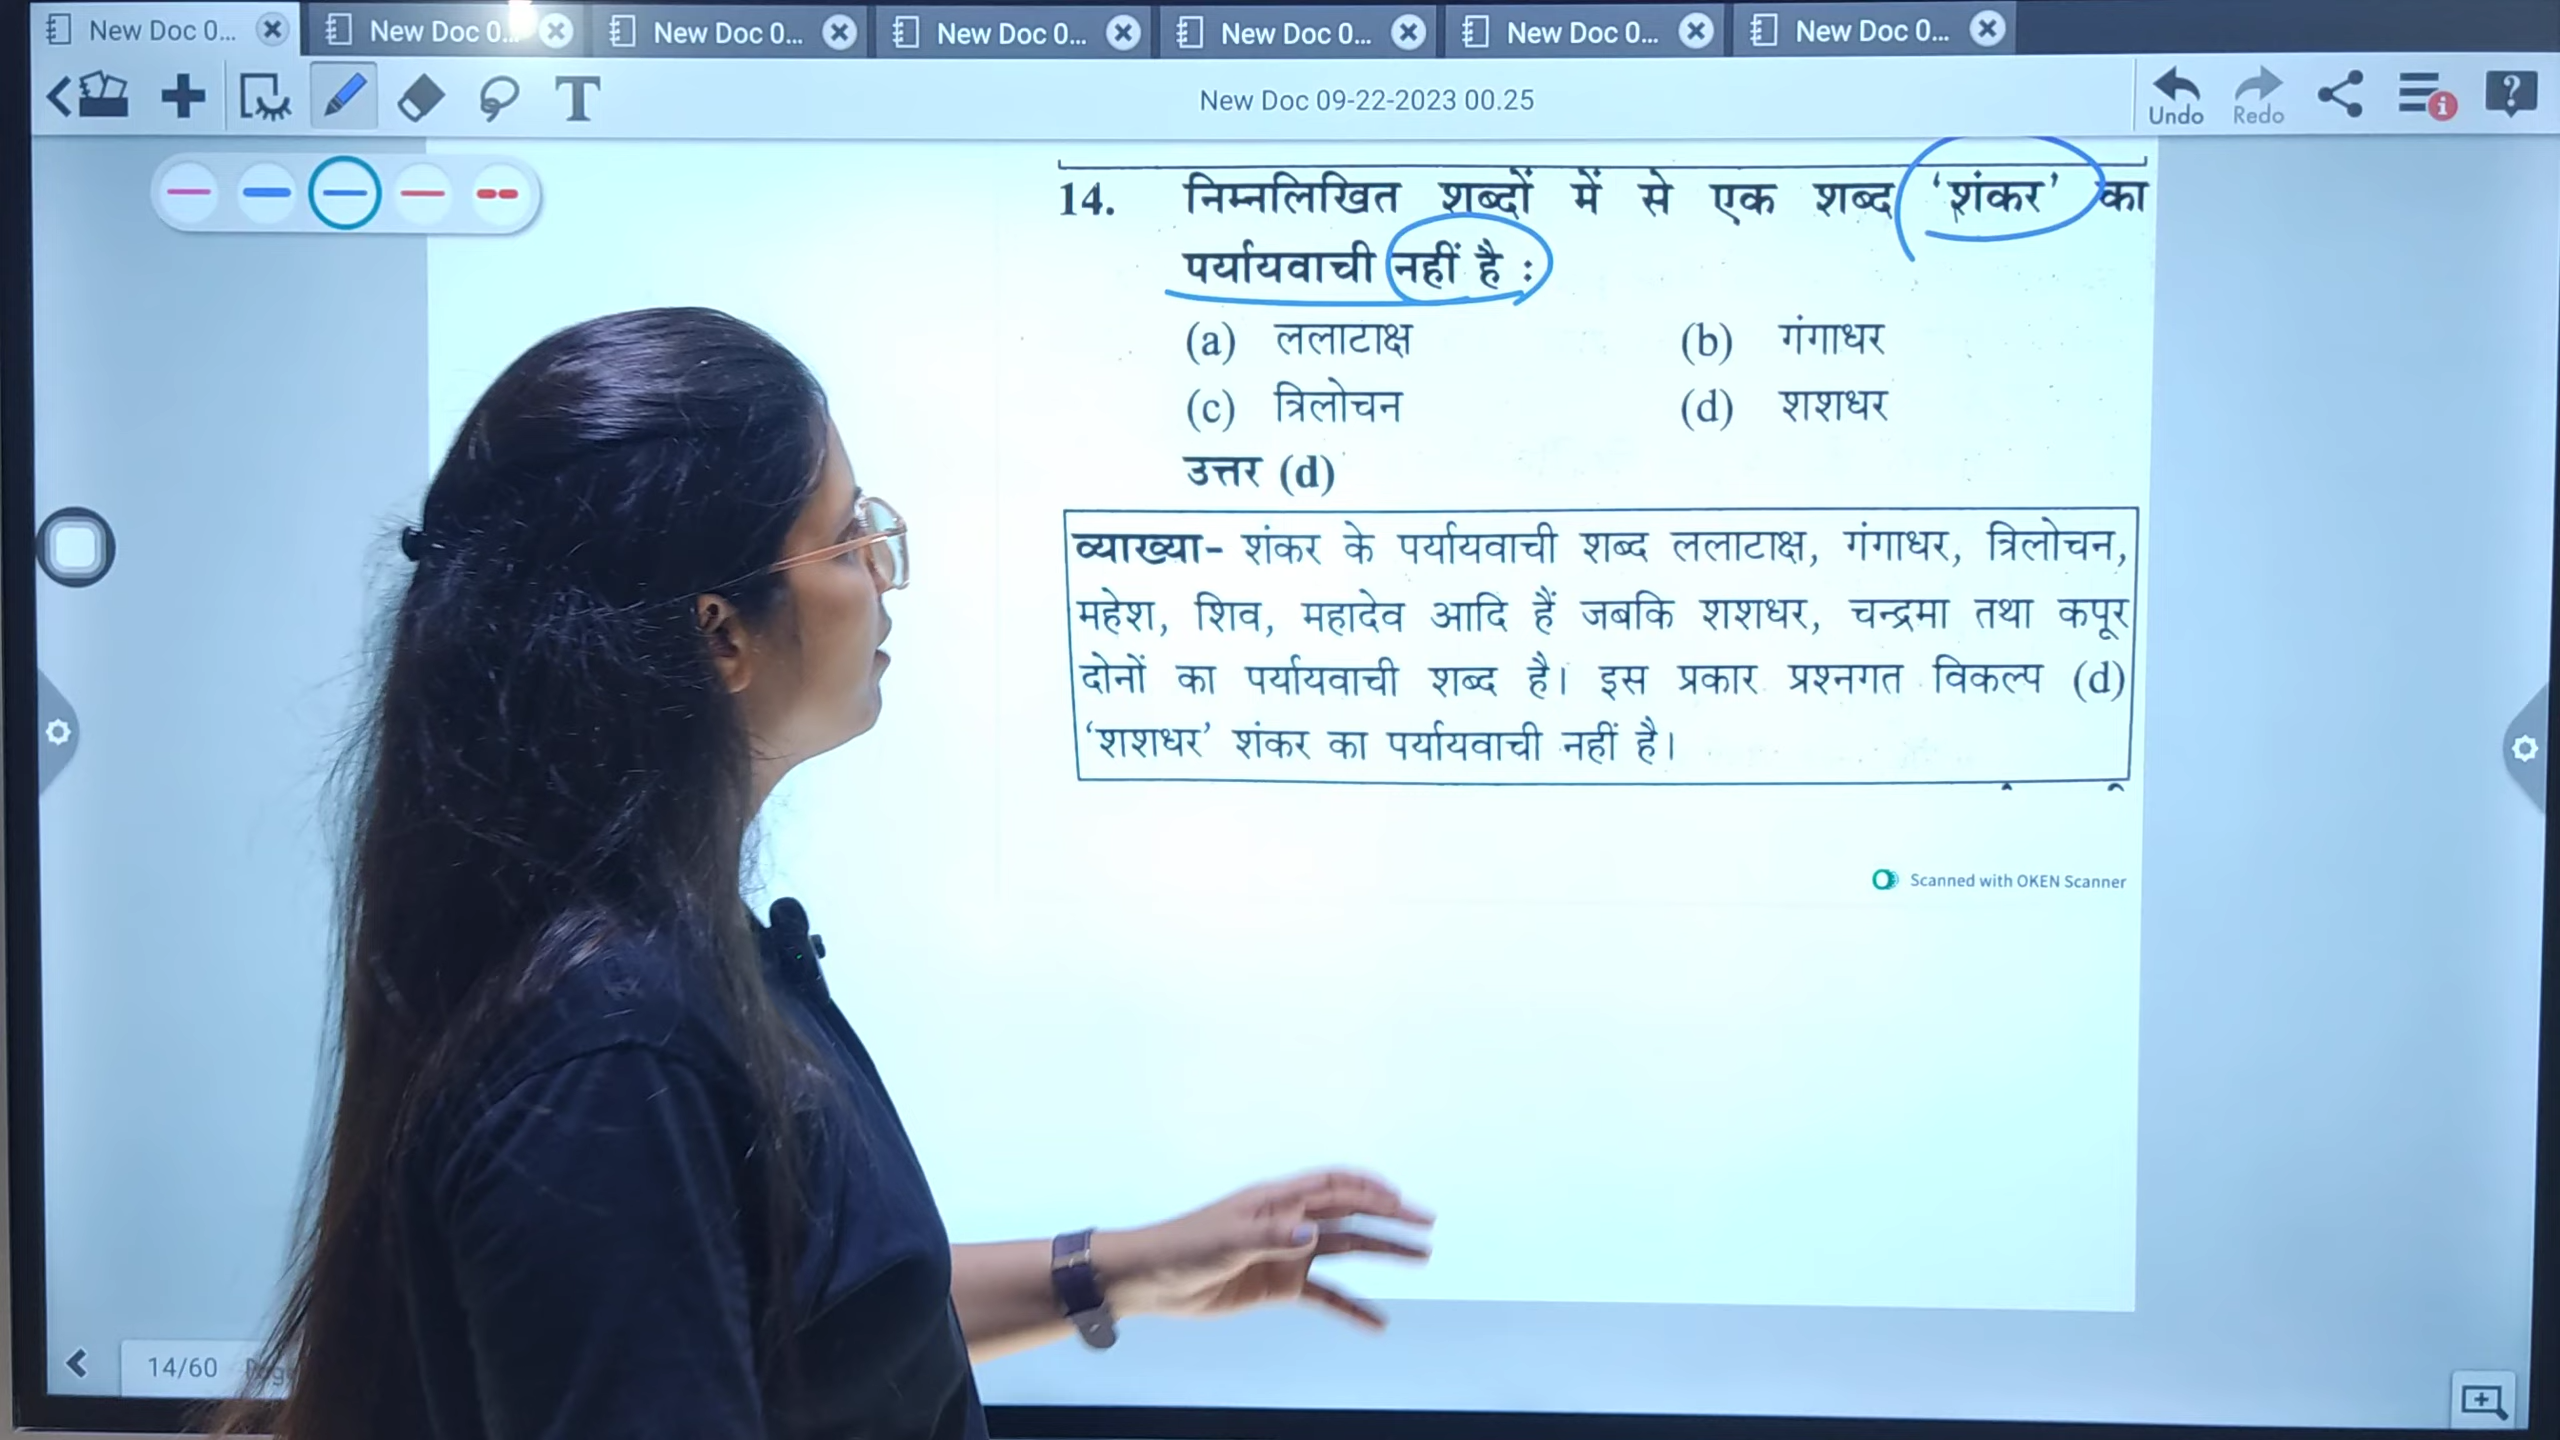 New Doc 0...
New Doc 0...
New Doc 0...
New Doc 0...
New Doc 0...
New Doc 0...
New Doc 0...
T
New Doc 09-22-2023 00.25
Undo
Redo
14. निम्नलिखित शब्दों में से एक शब्द ‘शंकर’ का
पर्यायवाची नहीं है :
(a) ललाटाक्ष (b) गंगाधर
(c) त्रिलोचन (d) शशधर
उत्तर (d)
व्याख्या- शंकर के पर्यायवाची शब्द ललाटाक्ष, गंगाधर, त्रिलोचन,
महेश, शिव, महादेव आदि हैं जबकि शशधर, चन्द्रमा तथा कपूर
दोनों का पर्यायवाची शब्द है। इस प्रकार प्रश्नगत विकल्प (d)
‘शशधर’ शंकर का पर्यायवाची नहीं है।
Scanned with OKEN Scanner
14/60